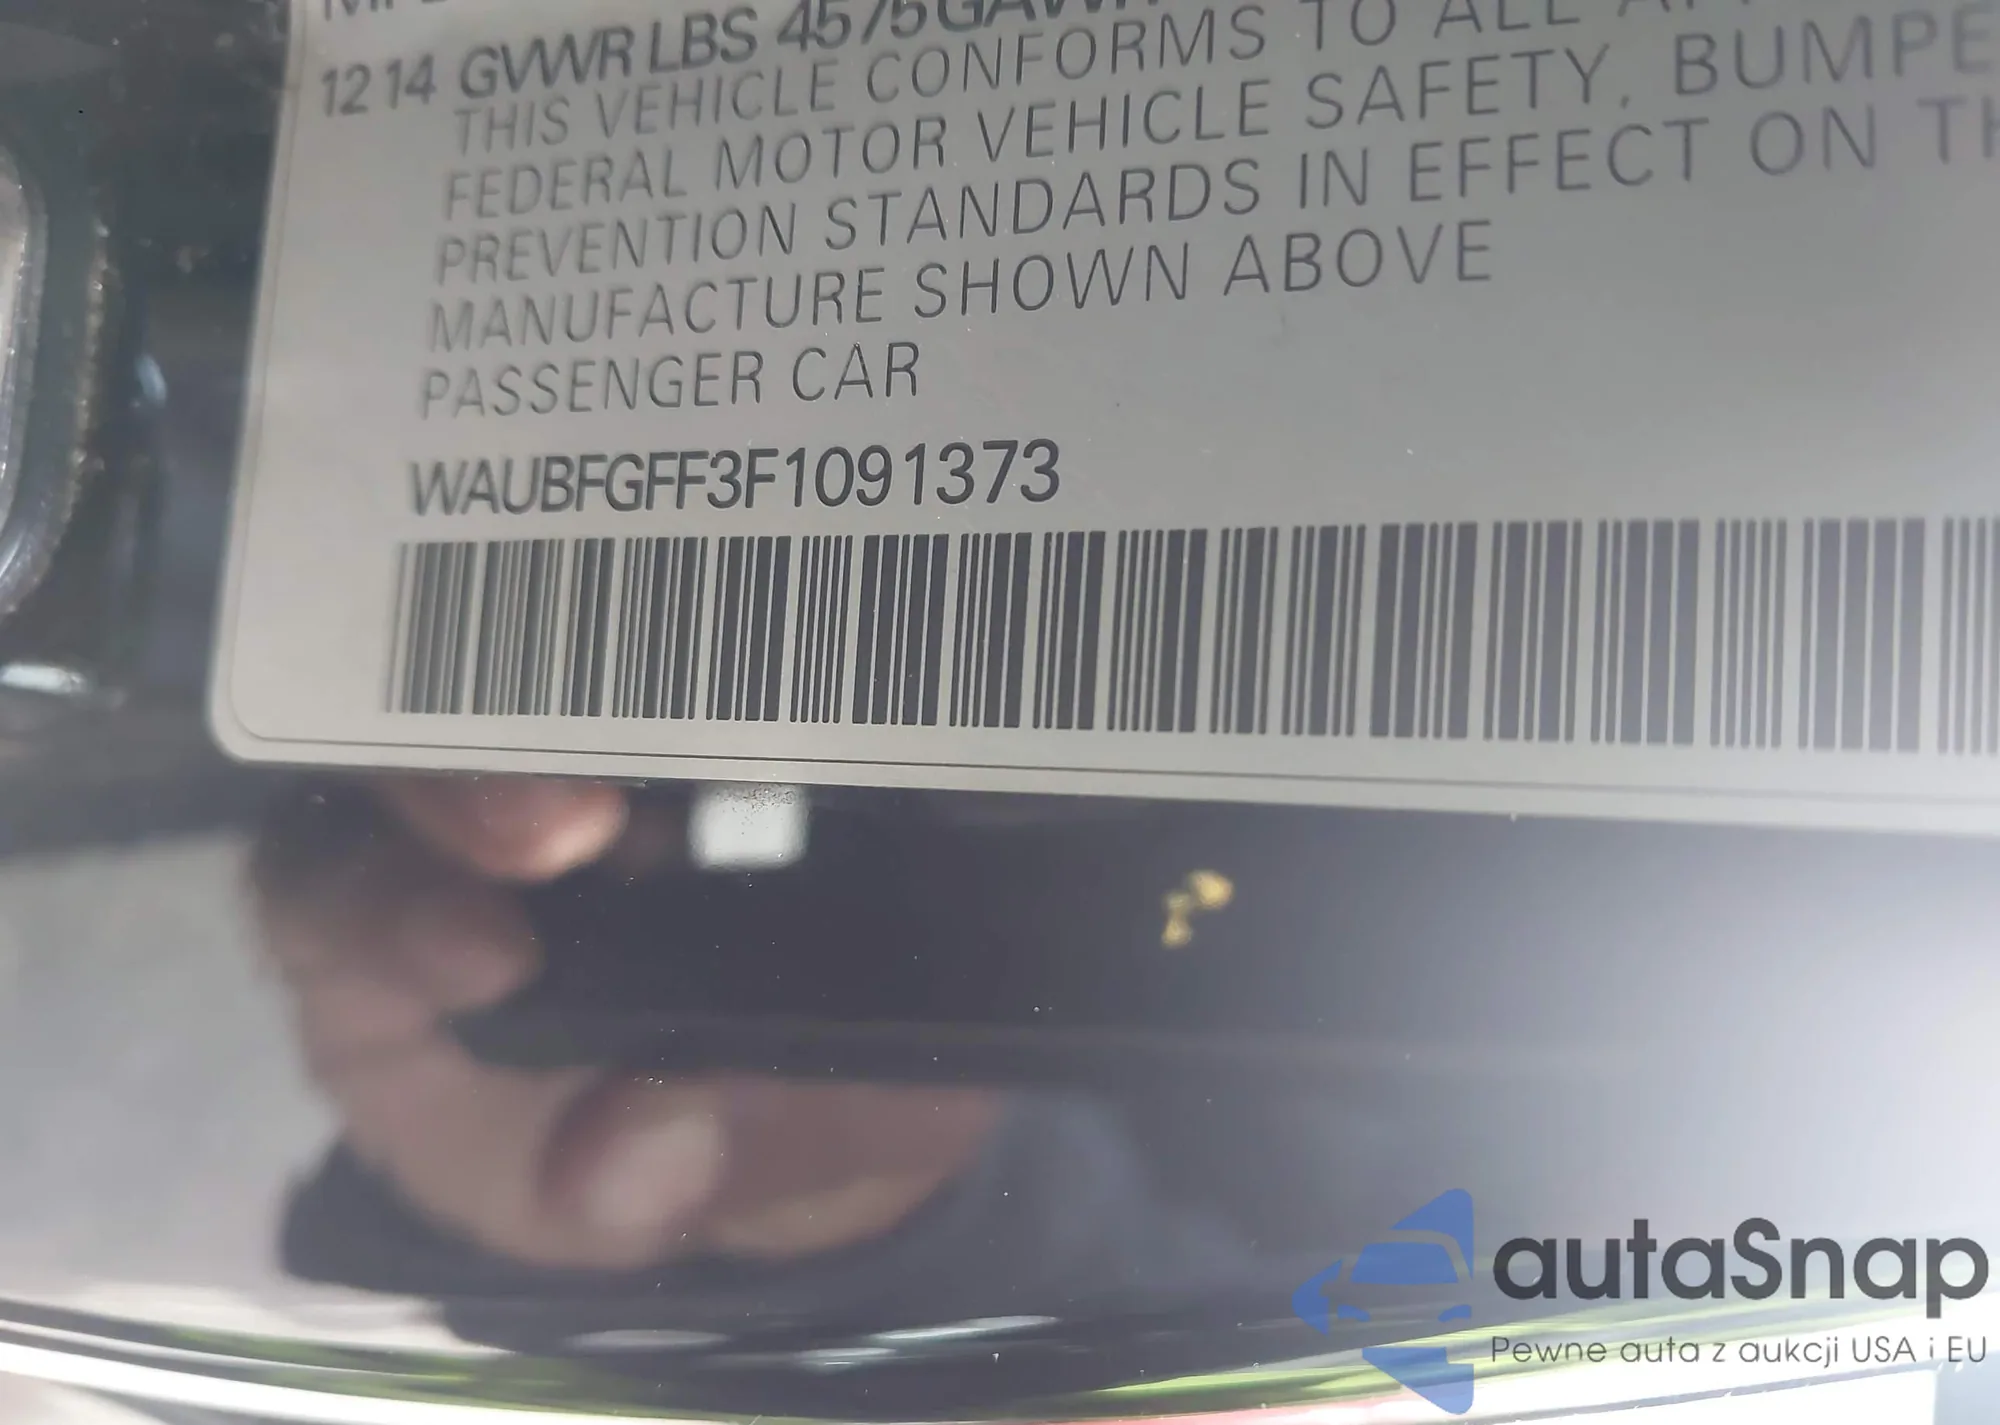 12 14 GVWR LBS 4575 GAWR
THIS VEHICLE CONFORMS TO ALL
FEDERAL MOTOR VEHICLE SAFETY, BUMPE
PREVENTION STANDARDS IN EFFECT ON TH
MANUFACTURE SHOWN ABOVE
PASSENGER CAR
WAUBFGFF3F1091373
autaSnap
Pewne auta z aukcji USA i EU